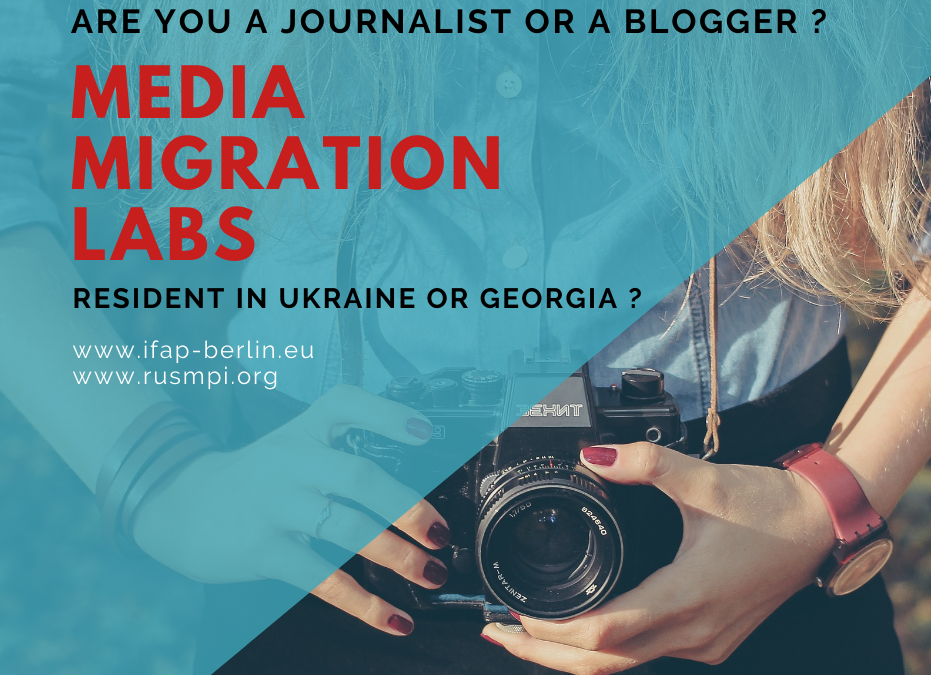 ARE YOU A JOURNALIST OR A BLOGGER ?
MEDIA
MIGRATION
LABS
RESIDENT IN UKRAINE OR GEORGIA ?
www.ifap-berlin.eu
www.rusmpi.org
ЗЕНИТ
824640
ZENITAR-M